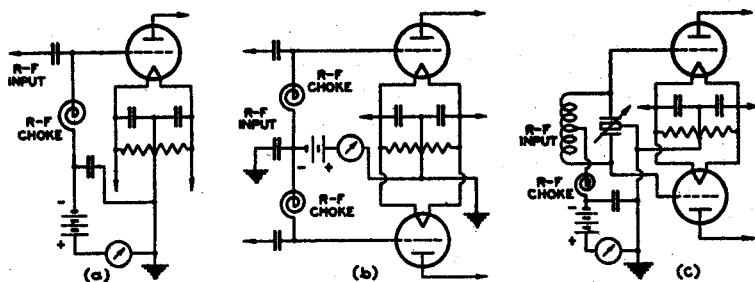 R-F
INPUT
R-F
CHOKE
-
+
(a)
R-F
CHOKE
R-F
INPUT
-
+
R-F
CHOKE
(b)
R-F
INPUT
R-F
CHOKE
-
+
(c)